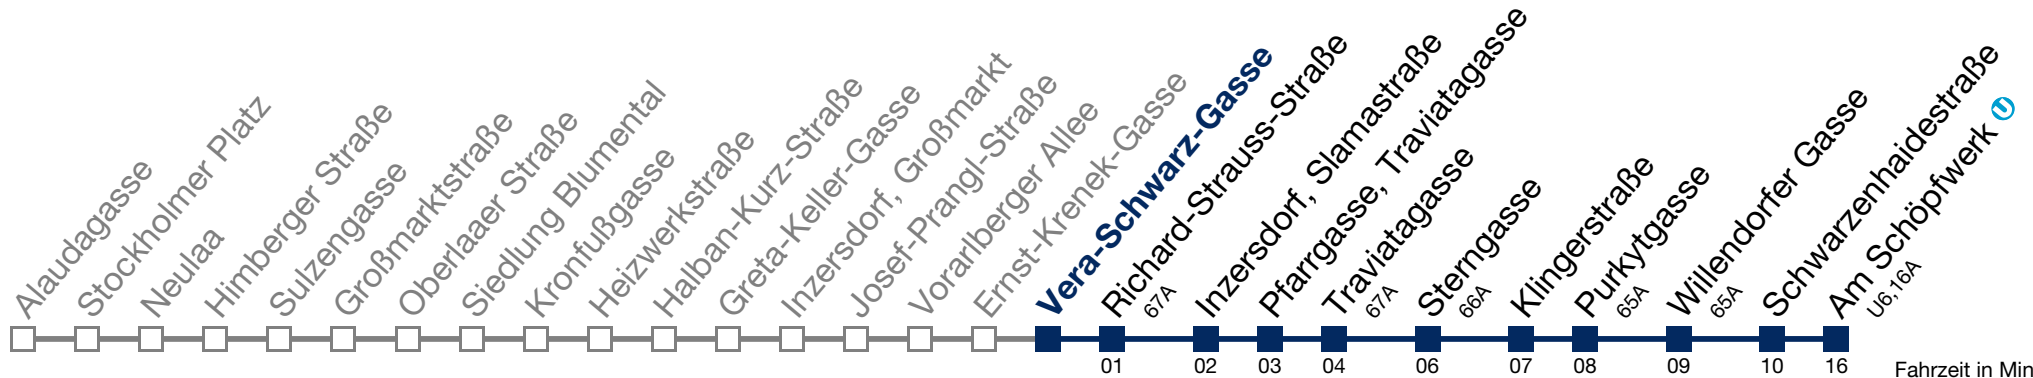 Alaudagasse
Stockholmer Platz
Neulaa
Himberger Straße
Sulzengasse
Großmarktstraße
Oberlaaer Straße
Siedlung Blumental
Kronfußgasse
Heizwerkstraße
Halban-Kurz-Straße
Greta-Keller-Gasse
Inzersdorf, Großmarkt
Josef-Prangl-Straße
Vorarlberger Allee
Ernst-Krenek-Gasse
Vera-Schwarz-Gasse
Richard-Strauss-Straße
67A
Inzersdorf, Slamastraße
Pfarrgasse, Traviatagasse
Traviatagasse
67A
Sterngasse
66A
Klingerstraße
Purkytgasse
65A
Willendorfer Gasse
65A
Schwarzenhaidestraße
Am Schöpfwerk U
U6,16A
01 02 03 04 06 07 08 09 10 16 Fahrzeit in Min